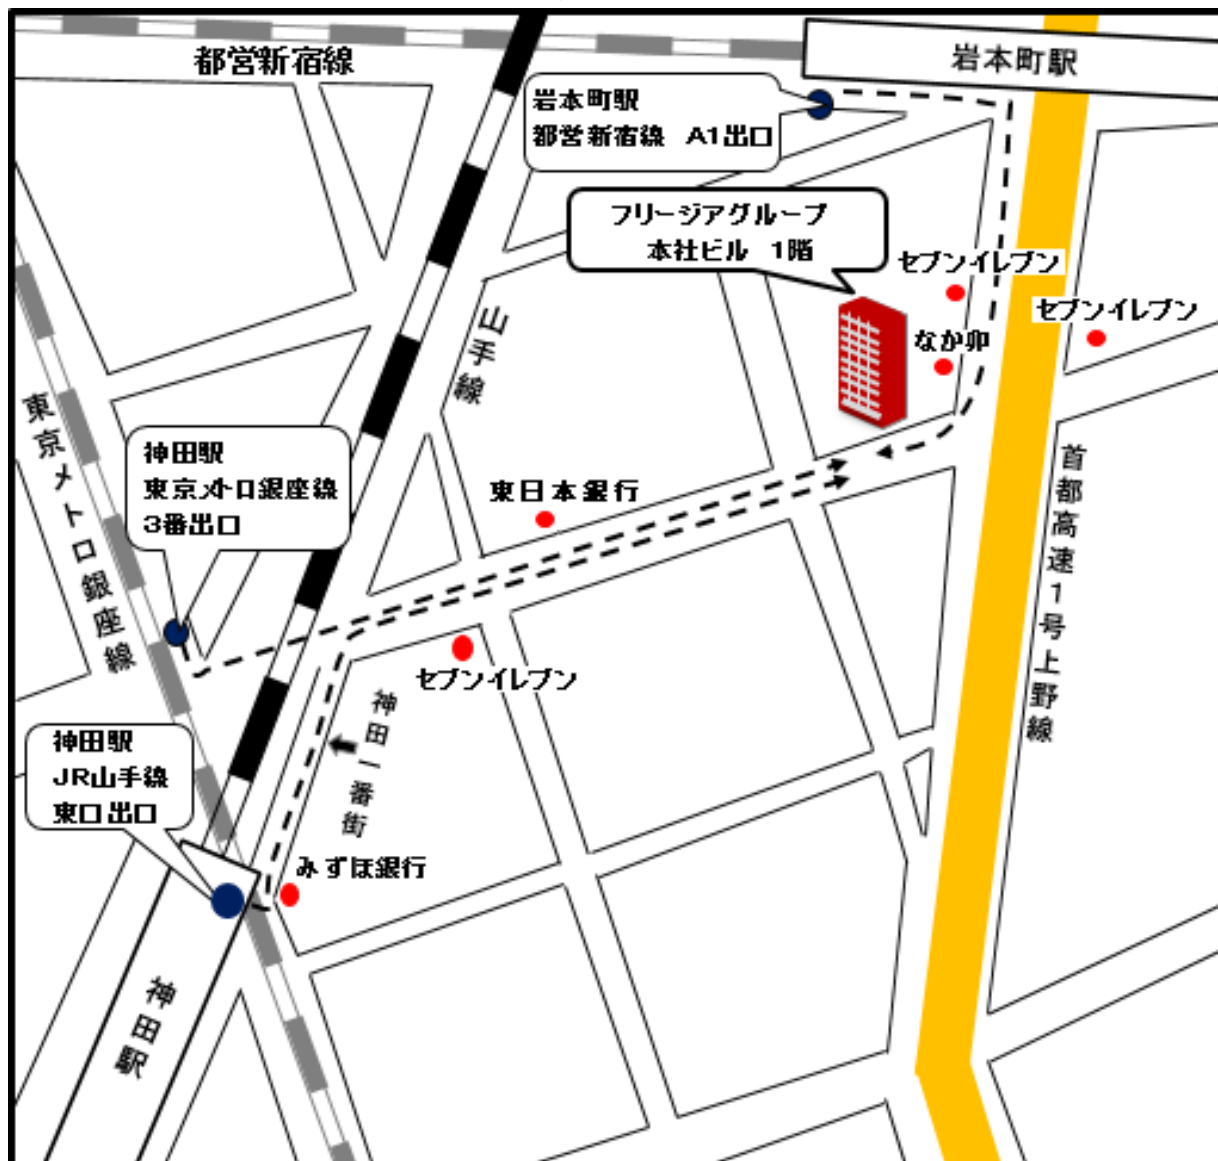 都営新宿線
岩本町駅
岩本町駅
都営新宿線 A1出口
フリージアグループ
本社ビル 1階
セブンイレブン
セブンイレブン
なか卯
山手線
東京メトロ銀座線
神田駅
東京メトロ銀座線
3番出口
東日本銀行
首都高速1号上野線
セブンイレブン
神田一番街
神田駅
JR山手線
東口出口
みずほ銀行
神田駅